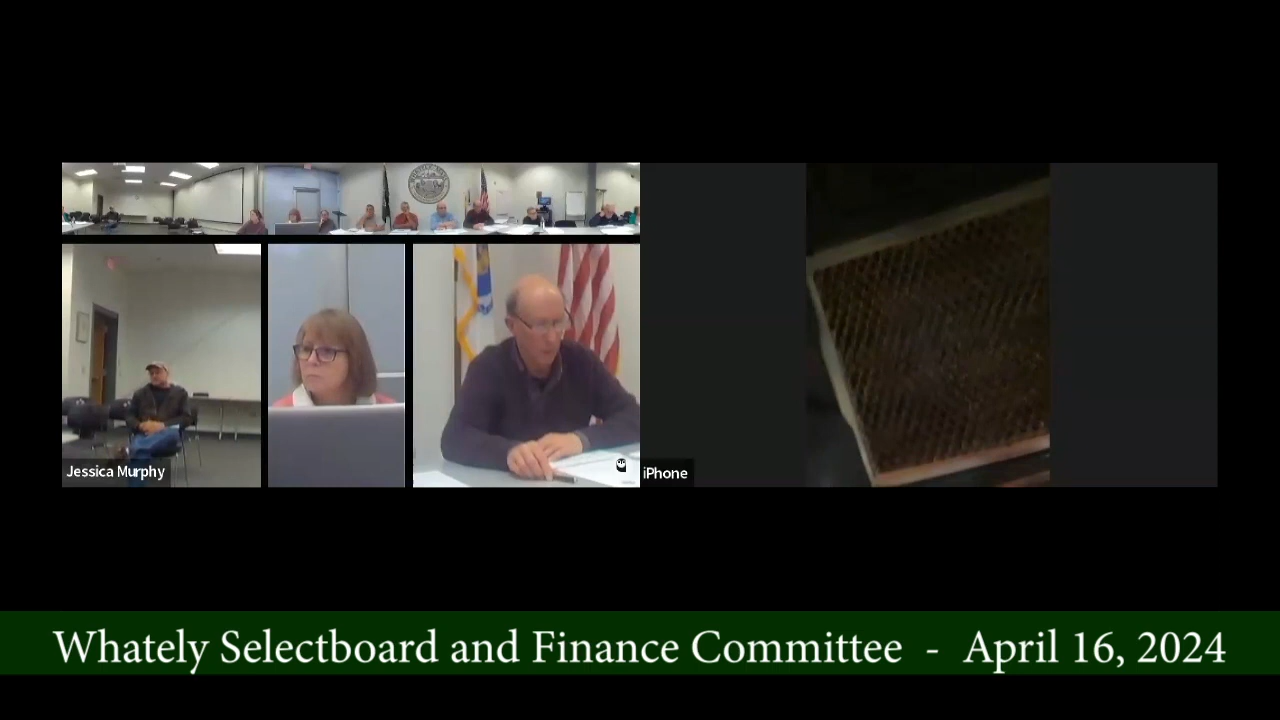 Jessica Murphy
iPhone
Whately Selectboard and Finance Committee - April 16, 2024